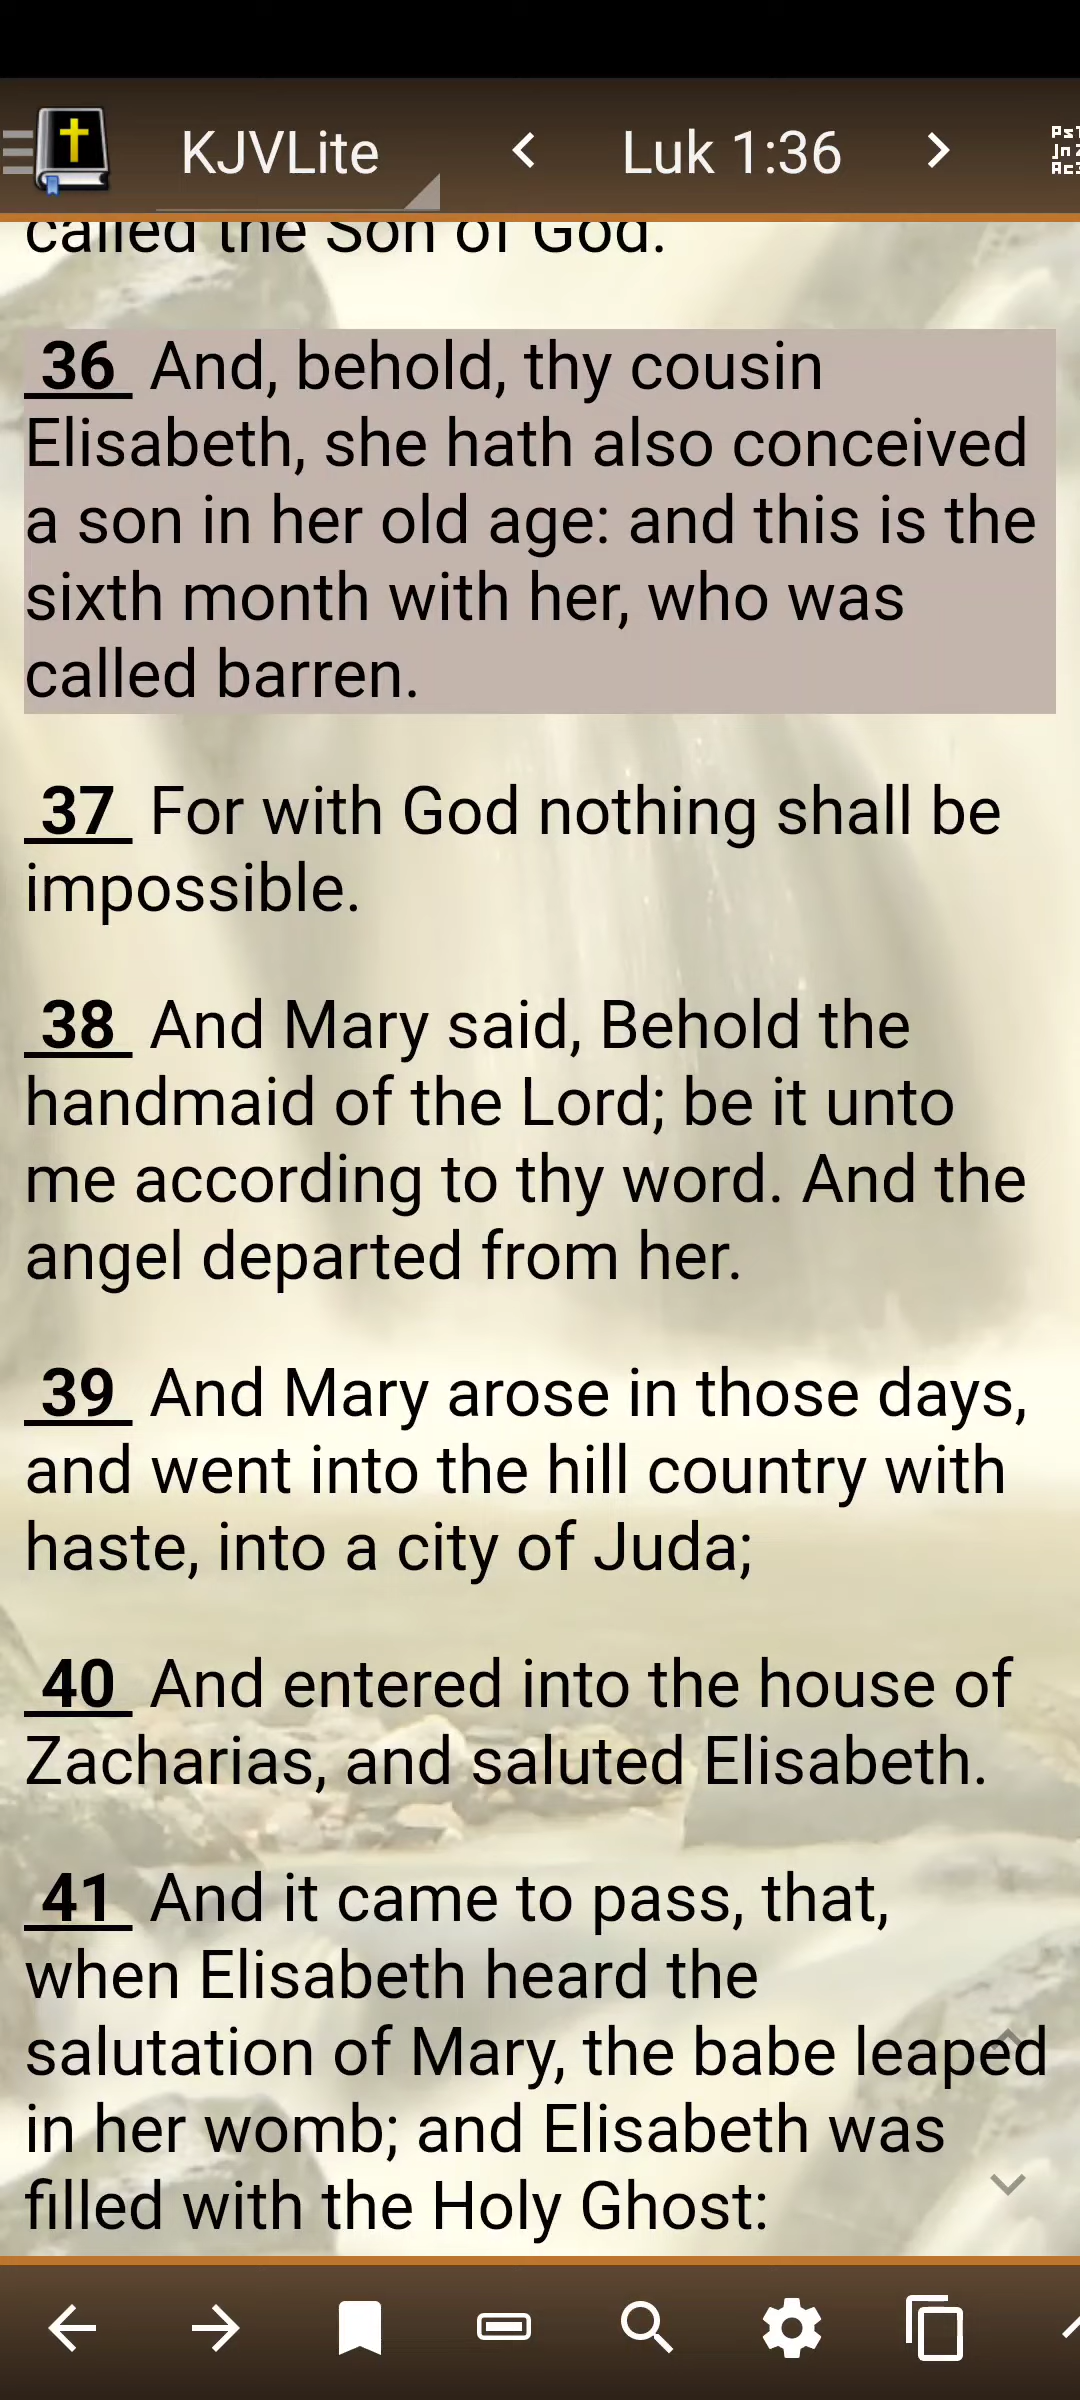 KJVLite
Luk 1:36
called the Son of God.
36 And, behold, thy cousin
Elisabeth, she hath also conceived
a son in her old age: and this is the
sixth month with her, who was
called barren.
37 For with God nothing shall be
impossible.
38 And Mary said, Behold the
handmaid of the Lord; be it unto
me according to thy word. And the
angel departed from her.
39 And Mary arose in those days,
and went into the hill country with
haste, into a city of Juda;
40 And entered into the house of
Zacharias, and saluted Elisabeth.
41 And it came to pass, that,
when Elisabeth heard the
salutation of Mary, the babe leaped
in her womb; and Elisabeth was
filled with the Holy Ghost: